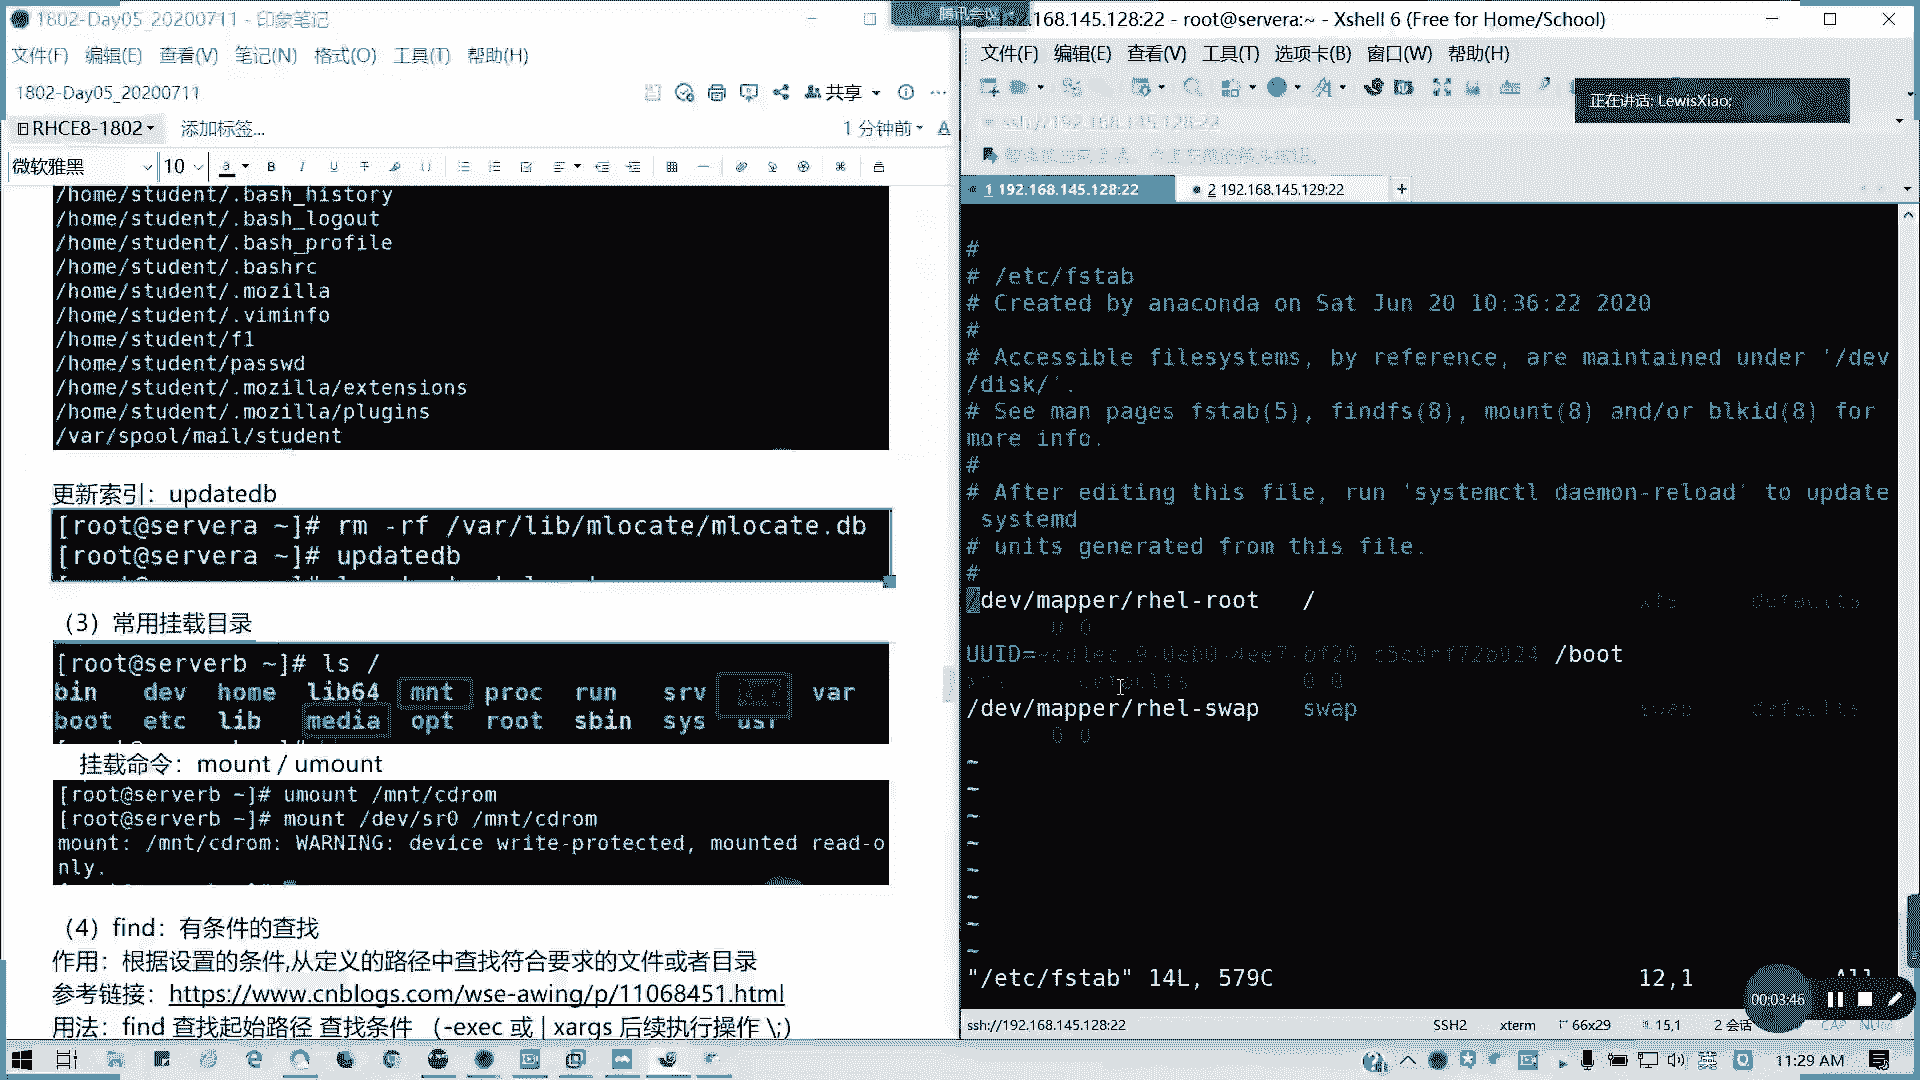 1802-Day05_20200711 - 印象笔记
文件(F) 编辑(E) 查看(V) 笔记(N) 格式(O) 工具(T) 帮助(H)
1802-Day05_20200711
共享
RHCE8-1802
添加标签...
1 分钟前
微软雅黑
10
/home/student/.bash_history
/home/student/.bash_logout
/home/student/.bash_profile
/home/student/.bashrc
/home/student/.mozilla
/home/student/.viminfo
/home/student/f1
/home/student/passwd
/home/student/.mozilla/extensions
/home/student/.mozilla/plugins
/var/spool/mail/student
更新索引：updatedb
[root@servera ~]# rm -rf /var/lib/mlocate/mlocate.db
[root@servera ~]# updatedb
（3）常用挂载目录
[root@serverb ~]# ls /
bin dev home lib64 mnt proc run srv var
boot etc lib media opt root sbin sys usr
挂载命令：mount / umount
[root@serverb ~]# umount /mnt/cdrom
[root@serverb ~]# mount /dev/sr0 /mnt/cdrom
mount: /mnt/cdrom: WARNING: device write-protected, mounted read-o
nly.
（4）find：有条件的查找
作用：根据设置的条件,从定义的路径中查找符合要求的文件或者目录
参考链接：https://www.cnblogs.com/wse-awing/p/11068451.html
用法：find 查找起始路径 查找条件 （-exec 或 | xargs 后续执行操作 \;）
腾讯会议
.168.145.128:22 - root@servera:~ - Xshell 6 (Free for Home/School)
文件(F) 编辑(E) 查看(V) 工具(T) 选项卡(B) 窗口(W) 帮助(H)
正在讲话: LewisXiao;
ssh://192.168.145.128:22
1 192.168.145.128:22
2 192.168.145.129:22
#
# /etc/fstab
# Created by anaconda on Sat Jun 20 10:36:22 2020
#
# Accessible filesystems, by reference, are maintained under '/dev
/disk/'.
# See man pages fstab(5), findfs(8), mount(8) and/or blkid(8) for
more info.
#
# After editing this file, run 'systemctl daemon-reload' to update
systemd
# units generated from this file.
#
/dev/mapper/rhel-root / xfs defaults
0 0
UUID= /boot
defaults 0 0
/dev/mapper/rhel-swap swap swap defaults
0 0
~
~
~
~
~
~
~
~
"/etc/fstab" 14L, 579C
12,1
All
00:03:46
ssh://192.168.145.128:22
SSH2
xterm
66x29
15,1
2 会话
CAP NUM
11:29 AM